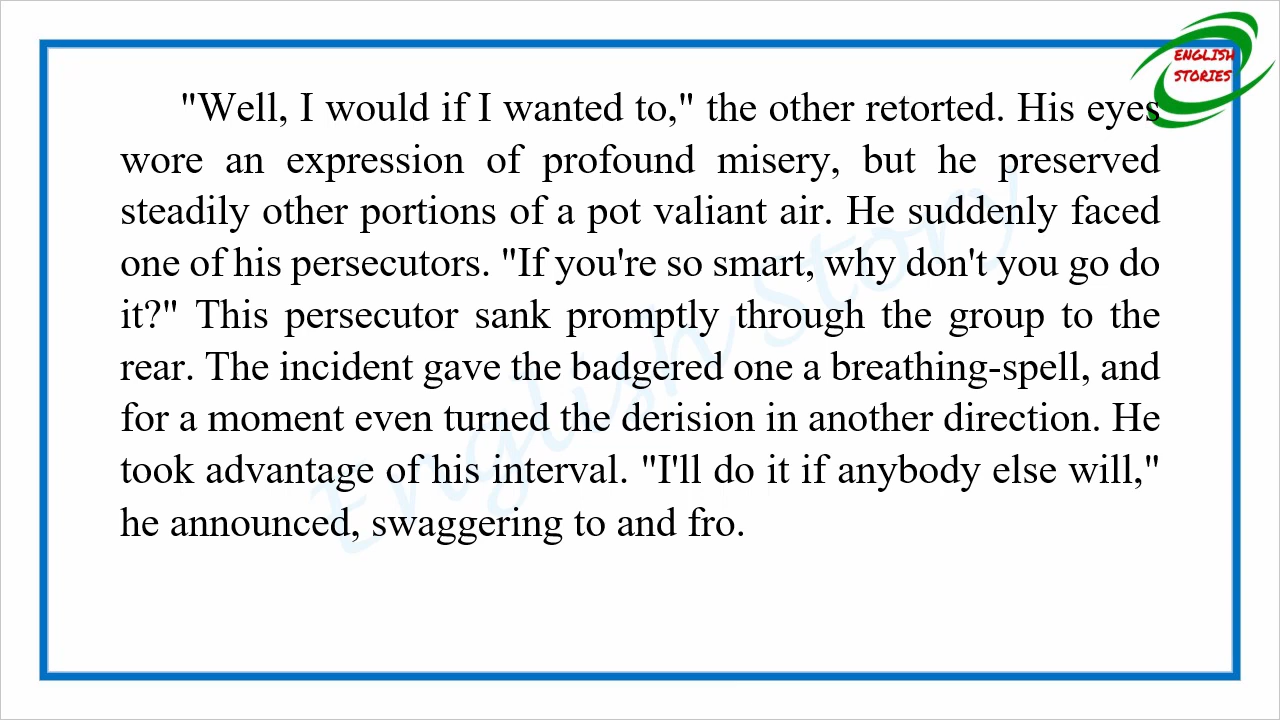 ENGLISH
STORIES
"Well, I would if I wanted to," the other retorted. His eyes
wore an expression of profound misery, but he preserved
steadily other portions of a pot valiant air. He suddenly faced
one of his persecutors. "If you're so smart, why don't you go do
it?" This persecutor sank promptly through the group to the
rear. The incident gave the badgered one a breathing-spell, and
for a moment even turned the derision in another direction. He
took advantage of his interval. "I'll do it if anybody else will,"
he announced, swaggering to and fro.
English Story